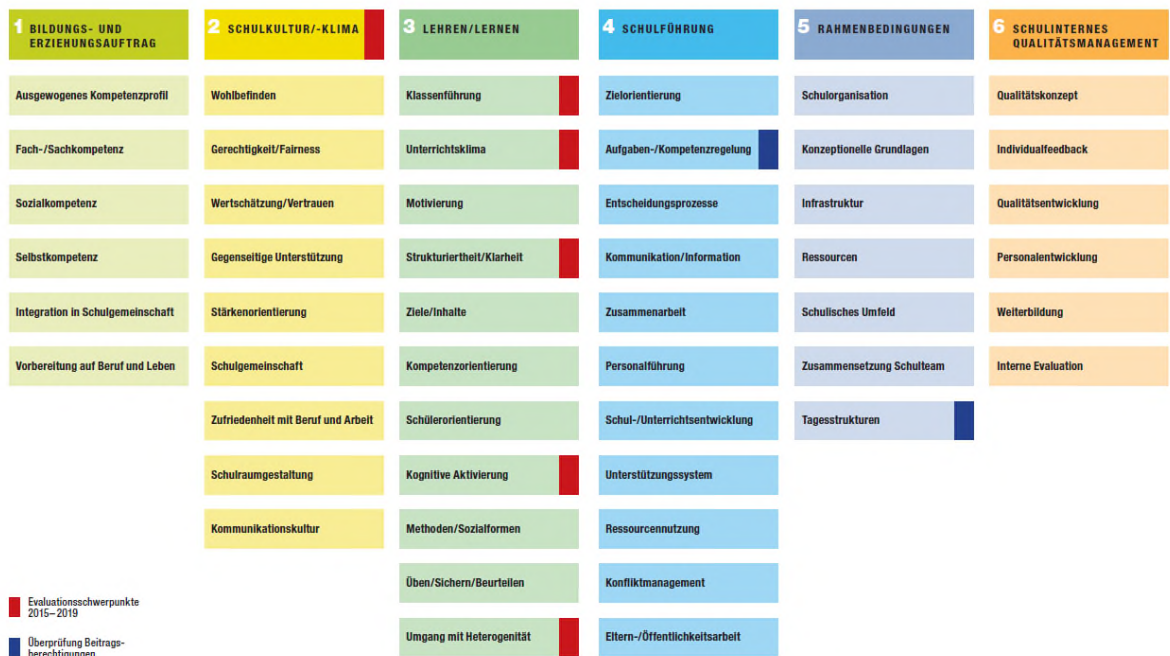 1 BILDUNGS- UND
ERZIEHUNGSAUFTRAG
Ausgewogenes Kompetenzprofil
Fach-/Sachkompetenz
Sozialkompetenz
Selbstkompetenz
Integration in Schulgemeinschaft
Vorbereitung auf Beruf und Leben
2 SCHULKULTUR/-KLIMA
Wohlbefinden
Gerechtigkeit/Fairness
Wertschätzung/Vertrauen
Gegenseitige Unterstützung
Stärkenorientierung
Schulgemeinschaft
Zufriedenheit mit Beruf und Arbeit
Schulraumgestaltung
Kommunikationskultur
3 LEHREN/LERNEN
Klassenführung
Unterrichtsklima
Motivierung
Strukturiertheit/Klarheit
Ziele/Inhalte
Kompetenzorientierung
Schülerorientierung
Kognitive Aktivierung
Methoden/Sozialformen
Üben/Sichern/Beurteilen
Umgang mit Heterogenität
4 SCHULFÜHRUNG
Zielorientierung
Aufgaben-/Kompetenzregelung
Entscheidungsprozesse
Kommunikation/Information
Zusammenarbeit
Personalführung
Schul-/Unterrichtsentwicklung
Unterstützungssystem
Ressourcennutzung
Konfliktmanagement
Eltern-/Öffentlichkeitsarbeit
5 RAHMENBEDINGUNGEN
Schulorganisation
Konzeptionelle Grundlagen
Infrastruktur
Ressourcen
Schulisches Umfeld
Zusammensetzung Schulteam
Tagesstrukturen
6 SCHULINTERNES
QUALITÄTSMANAGEMENT
Qualitätskonzept
Individualfeedback
Qualitätsentwicklung
Personalentwicklung
Weiterbildung
Interne Evaluation
Evaluationsschwerpunkte
2015–2019
Überprüfung Beitrags-
berechtigungen